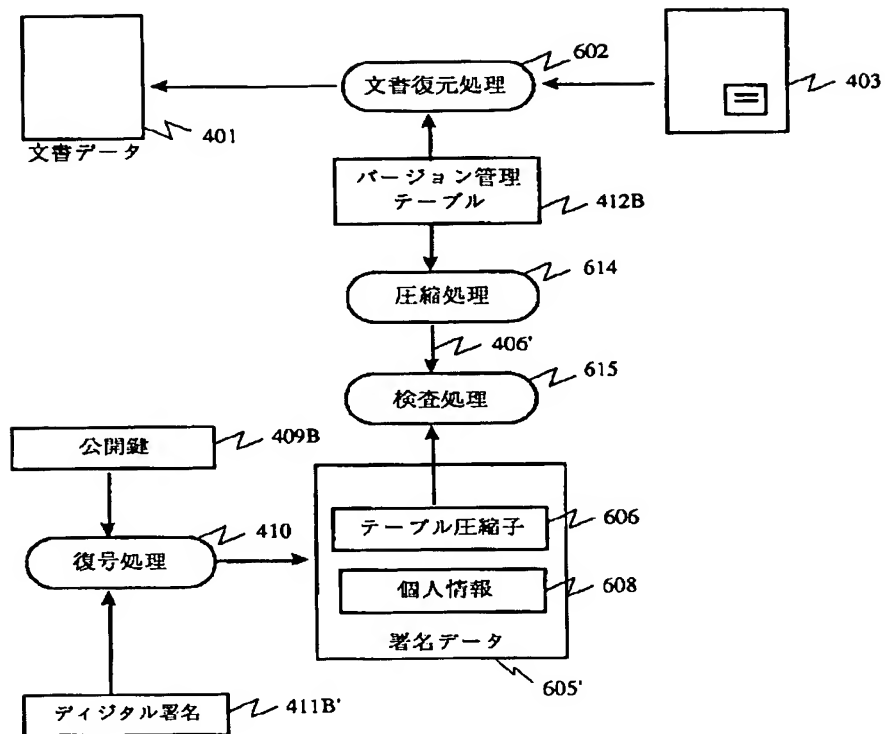 602
文書復元処理
403
401
文書データ
バージョン管理
テーブル
412B
614
圧縮処理
406'
615
検査処理
公開鍵
409B
410
復号処理
テーブル圧縮子
606
個人情報
608
署名データ
605'
ディジタル署名
411B'